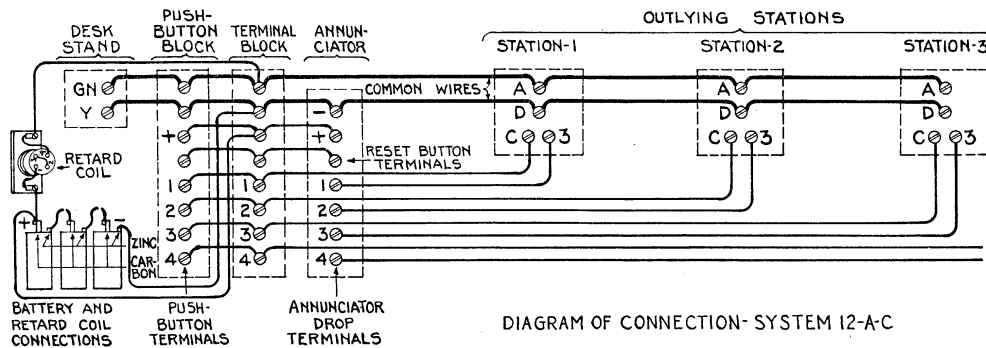 OUTLYING STATIONS
DESK STAND
PUSH-BUTTON BLOCK
TERMINAL BLOCK
ANNUN-CIATOR
STATION-1
STATION-2
STATION-3
GN
Y
COMMON WIRES
A
D
C 3
A
D
C 3
A
D
C 3
-
+
+
RESET BUTTON TERMINALS
RETARD COIL
1 1 1
2 2 2
3 3 3
4 4 4
+ -
ZINC
CAR-BON
BATTERY AND RETARD COIL CONNECTIONS
PUSH-BUTTON TERMINALS
ANNUNCIATOR DROP TERMINALS
DIAGRAM OF CONNECTION- SYSTEM 12-A-C